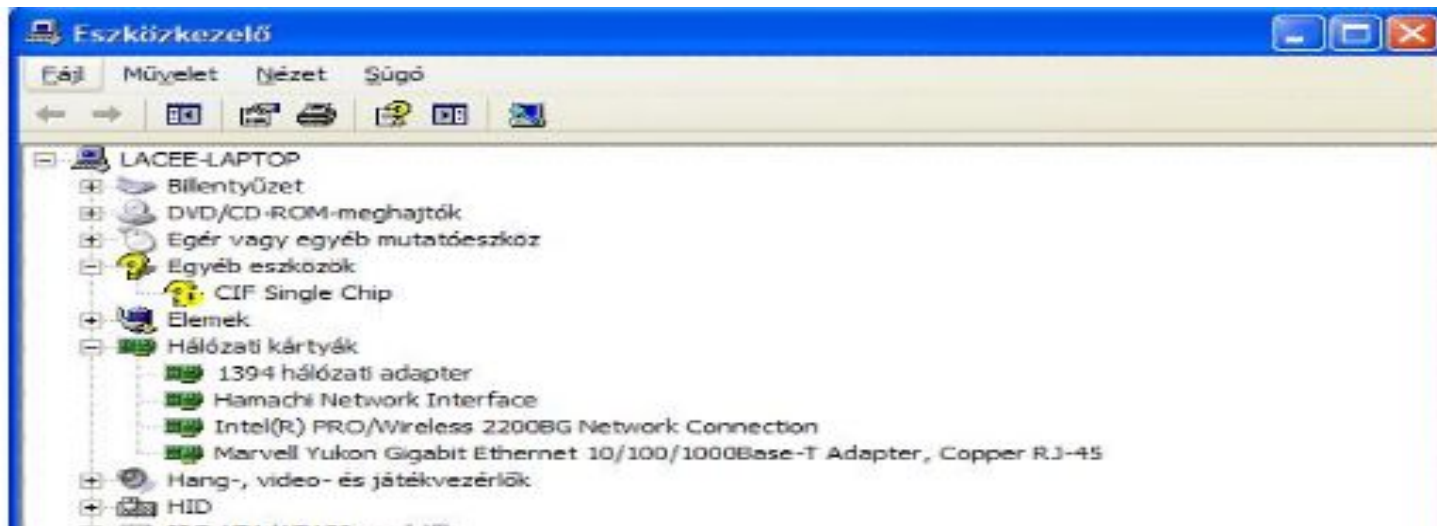 Eszközkezelő
Fájl Művelet Nézet Súgó
LACEE-LAPTOP
Billentyűzet
DVD/CD-ROM-meghajtók
Egér vagy egyéb mutatóeszköz
Egyéb eszközök
CIF Single Chip
Elemek
Hálózati kártyák
1394 hálózati adapter
Hamachi Network Interface
Intel(R) PRO/Wireless 2200BG Network Connection
Marvell Yukon Gigabit Ethernet 10/100/1000Base-T Adapter, Copper RJ-45
Hang-, video- és játékvezérlők
HID